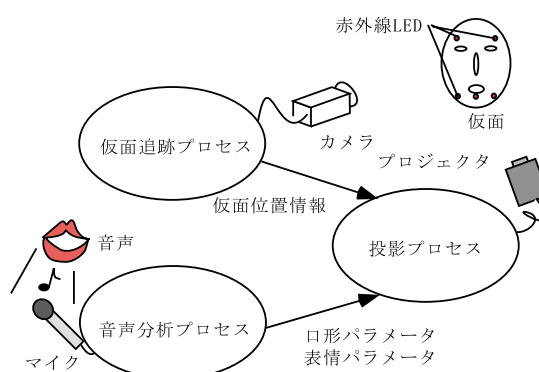 赤外線LED
仮面
カメラ
仮面追跡プロセス
プロジェクタ
仮面位置情報
投影プロセス
音声
音声分析プロセス
口形パラメータ
表情パラメータ
マイク